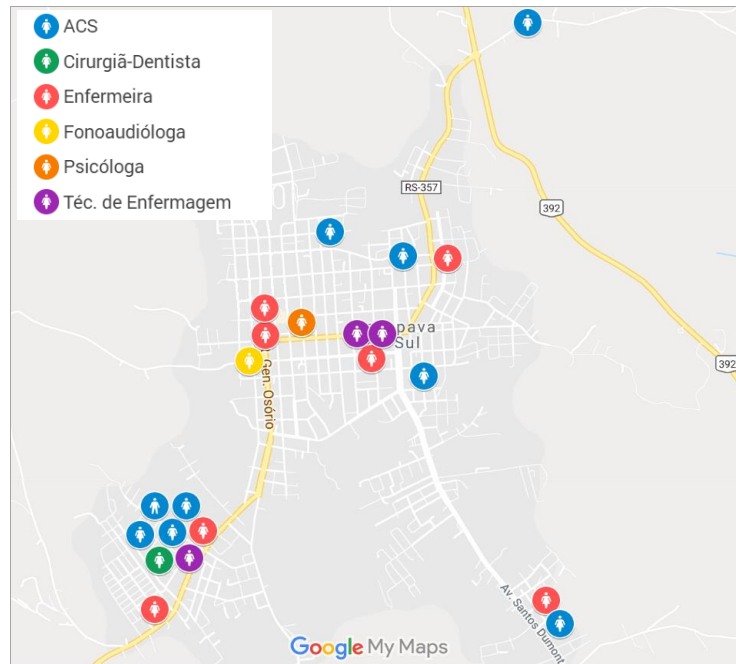 ACS
Cirurgiã-Dentista
Enfermeira
Fonoaudióloga
Psicóloga
Téc. de Enfermagem
RS-357
392
pava
Sul
392
Gen. Osório
Av. Santos Dumont
Google My Maps